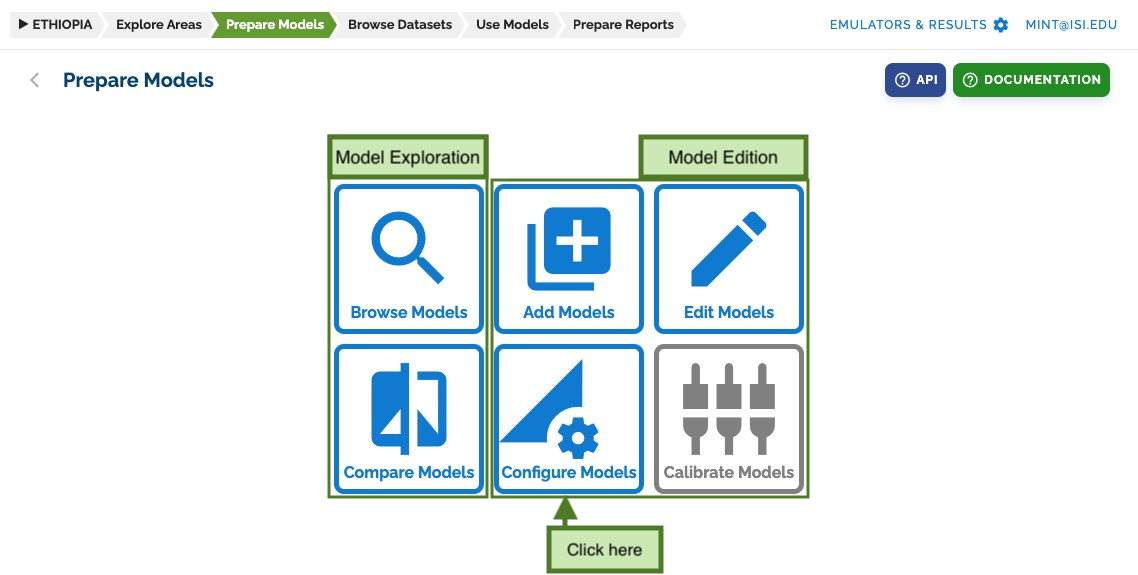 ETHIOPIA Explore Areas Prepare Models Browse Datasets Use Models Prepare Reports EMULATORS & RESULTS MINT@ISI.EDU
Prepare Models API DOCUMENTATION
Model Exploration Model Edition
Browse Models Add Models Edit Models
Compare Models Configure Models Calibrate Models
Click here